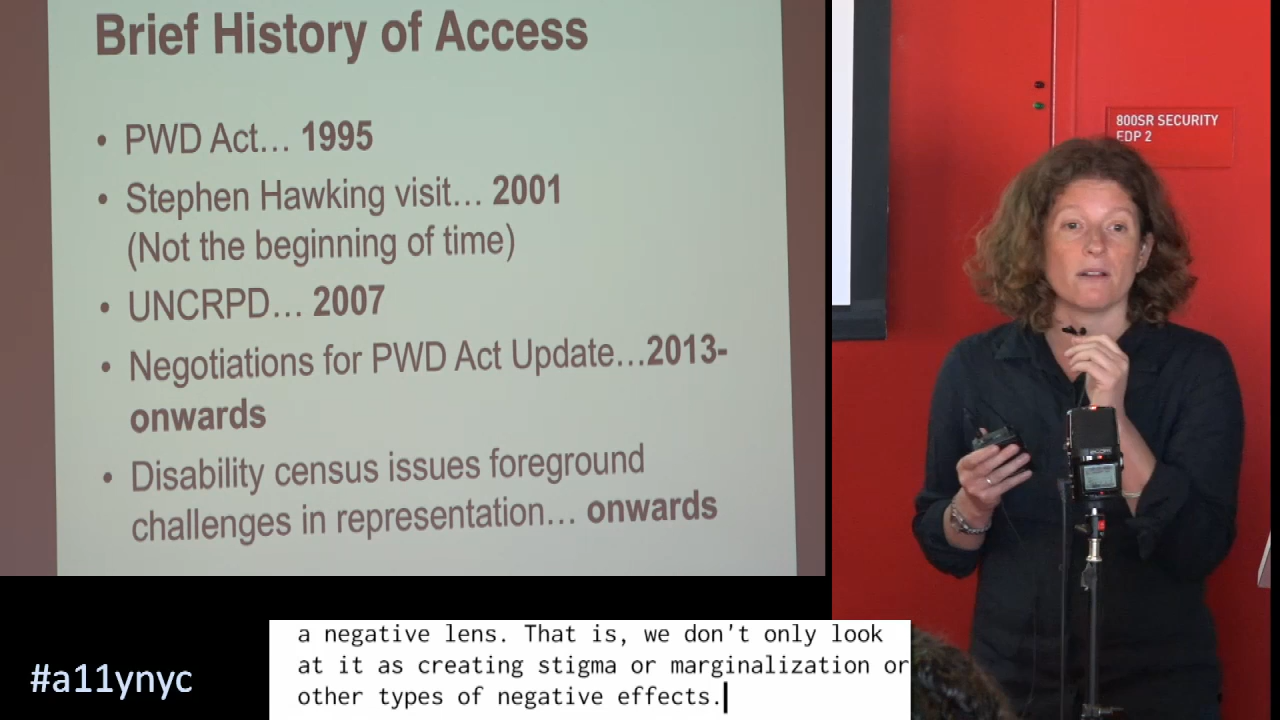 Brief History of Access
• PWD Act… 1995
• Stephen Hawking visit… 2001
(Not the beginning of time)
• UNCRPD… 2007
• Negotiations for PWD Act Update…2013-
onwards
• Disability census issues foreground
challenges in representation… onwards
800SR SECURITY
EDP 2
a negative lens. That is, we don't only look
at it as creating stigma or marginalization or
other types of negative effects.
#a11ynyc